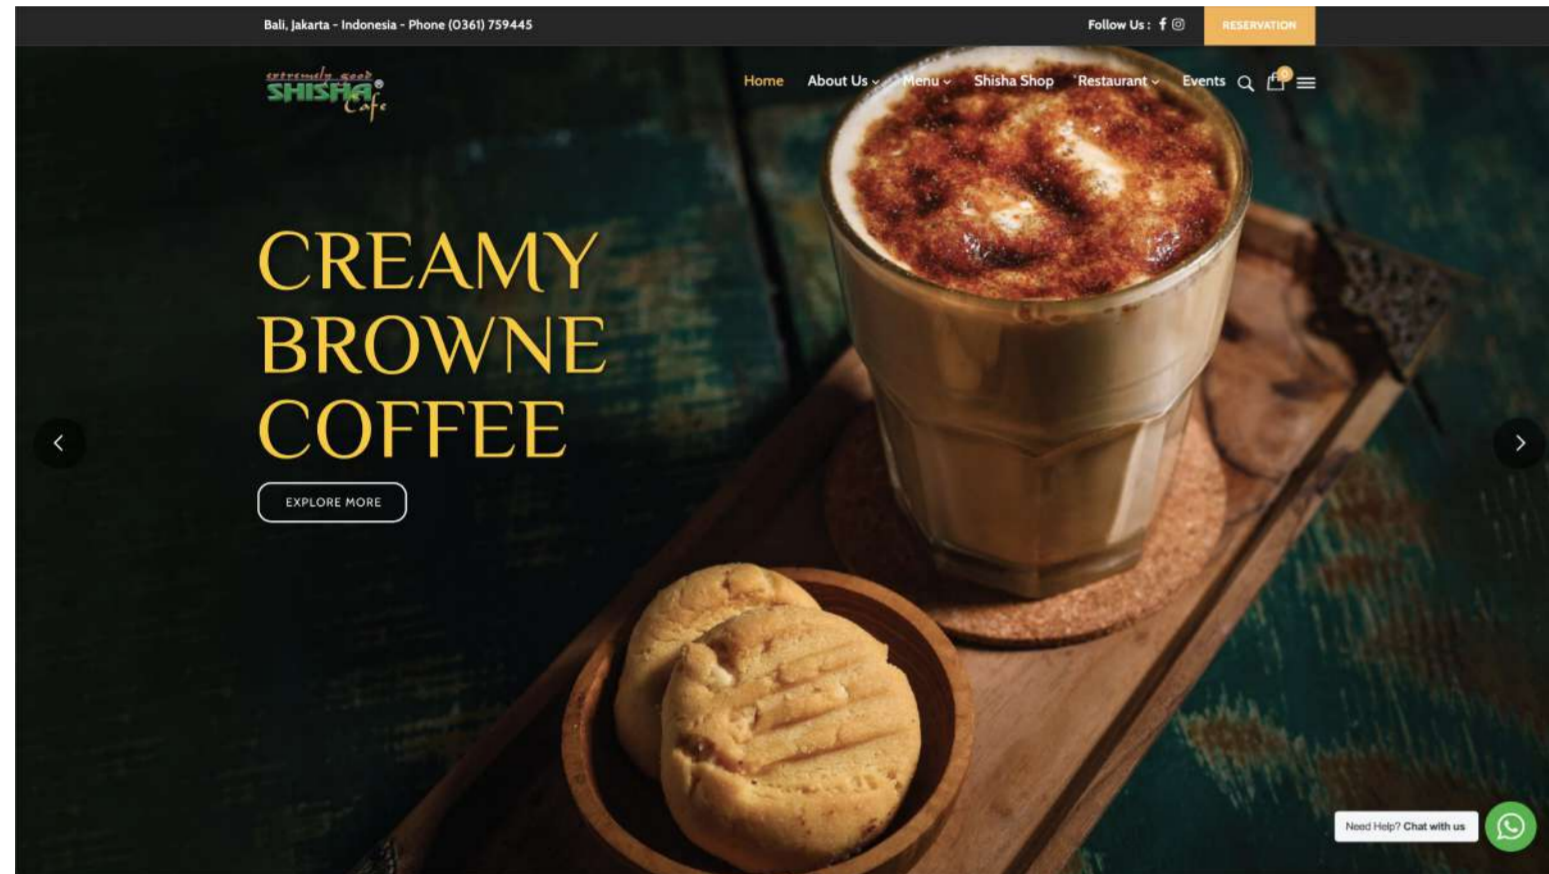 Bali, Jakarta - Indonesia - Phone (0361) 759445
Follow Us :
RESERVATION
extremely good
SHISHA®
Cafe
Home About Us Menu Shisha Shop Restaurant Events
0
CREAMY
BROWNE
COFFEE
EXPLORE MORE
Need Help? Chat with us